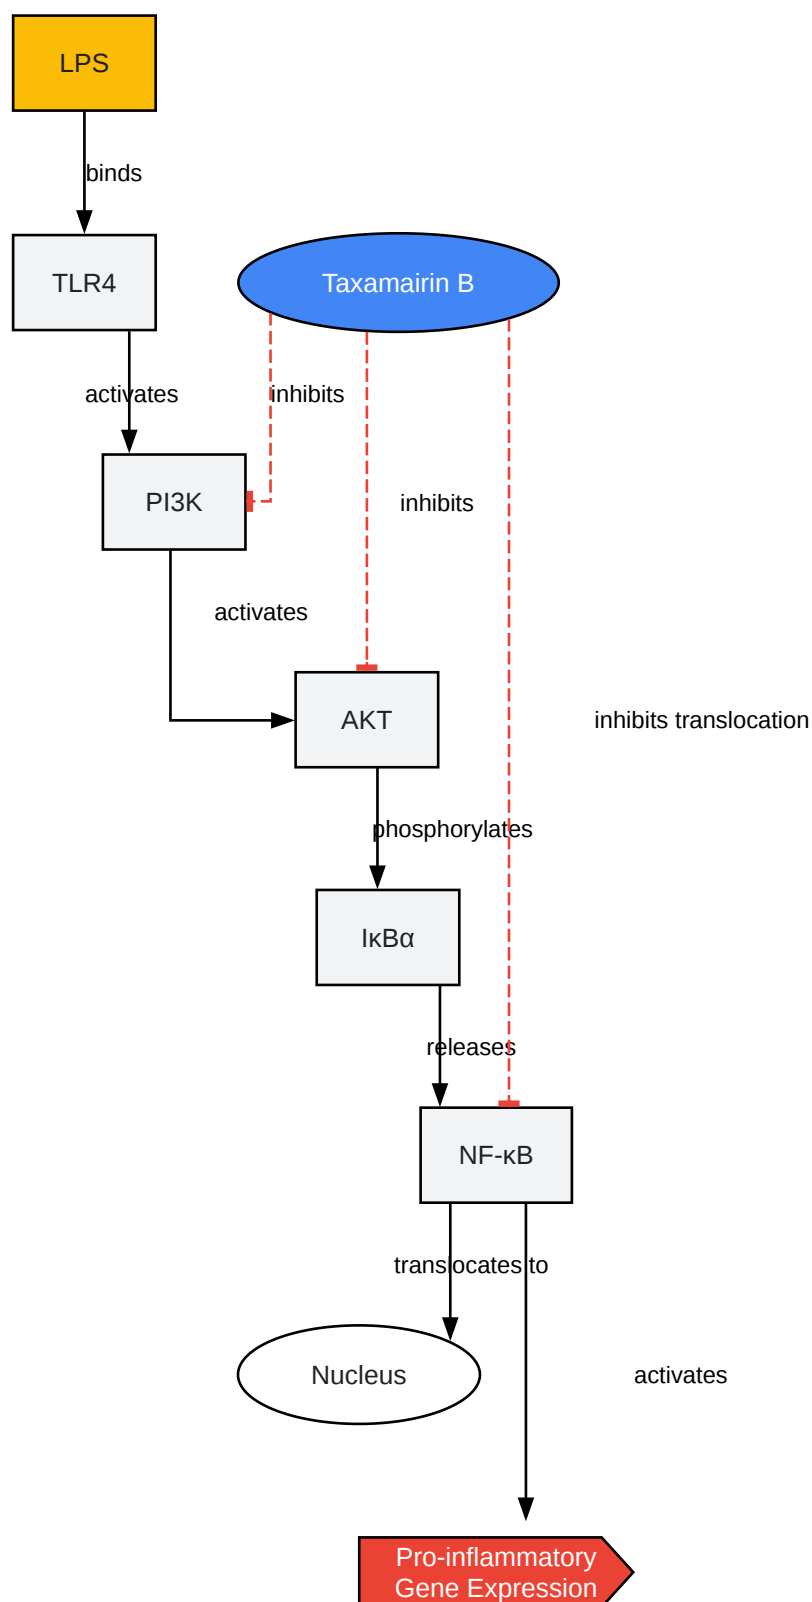 LPS
binds
TLR4
Taxamairin B
activates
inhibits
PI3K
inhibits
activates
AKT
inhibits translocation
phosphorylates
IκBα
releases
NF-κB
translocates to
Nucleus
activates
Pro-inflammatory
Gene Expression